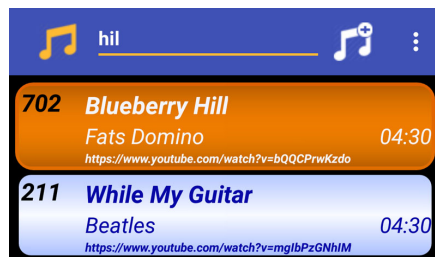 hil
702 Blueberry Hill
Fats Domino 04:30
https://www.youtube.com/watch?v=bQQCPrwKzdo
211 While My Guitar
Beatles 04:30
https://www.youtube.com/watch?v=mgIbPzGNhIM